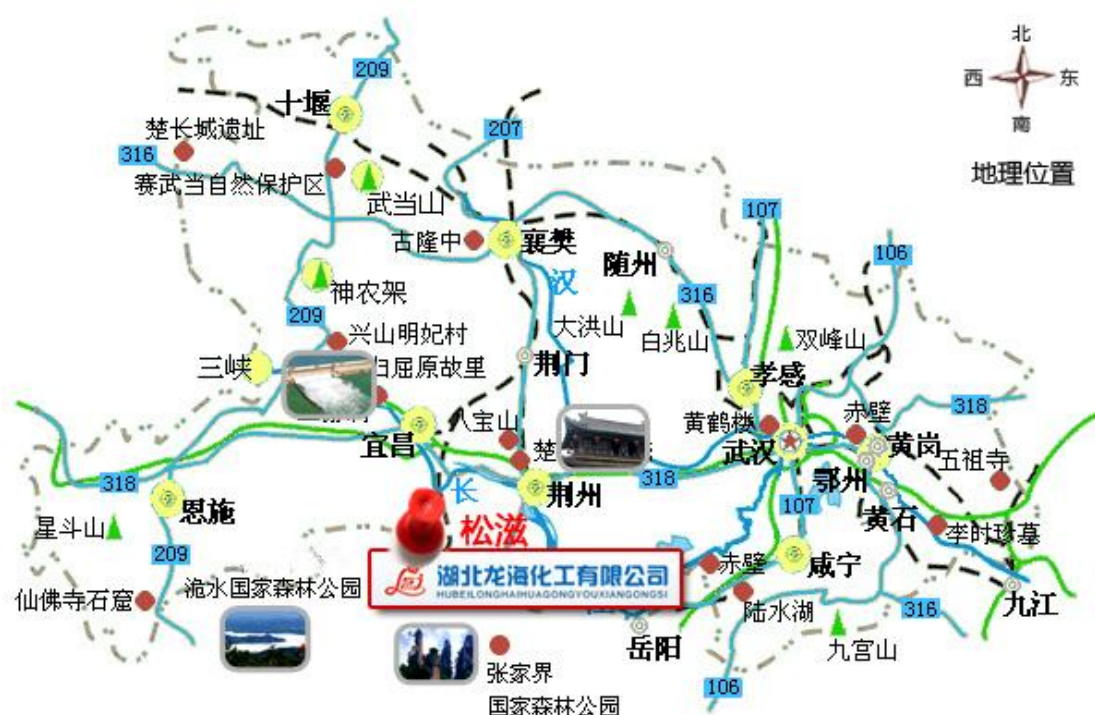 北
西
东
南
地理位置
209
十堰
楚长城遗址
316
207
赛武当自然保护区
武当山
107
106
古隆中
襄樊
汉
随州
318
神农架
316
大洪山
白兆山
双峰山
209
兴山明妃村
三峡
归屈原故里
荆门
孝感
318
八宝山
黄鹤楼
赤壁
宜昌
武汉
黄岗
楚
五祖寺
318
长
荆州
318
鄂州
恩施
107
黄石
星斗山
松滋
李时珍墓
209
湖北龙海化工有限公司
HUBEILONGHAIHUAGONGYOUXIANGONGSI
赤壁
咸宁
洈水国家森林公园
仙佛寺石窟
陆水湖
316
九江
岳阳
九宫山
张家界
国家森林公园
106